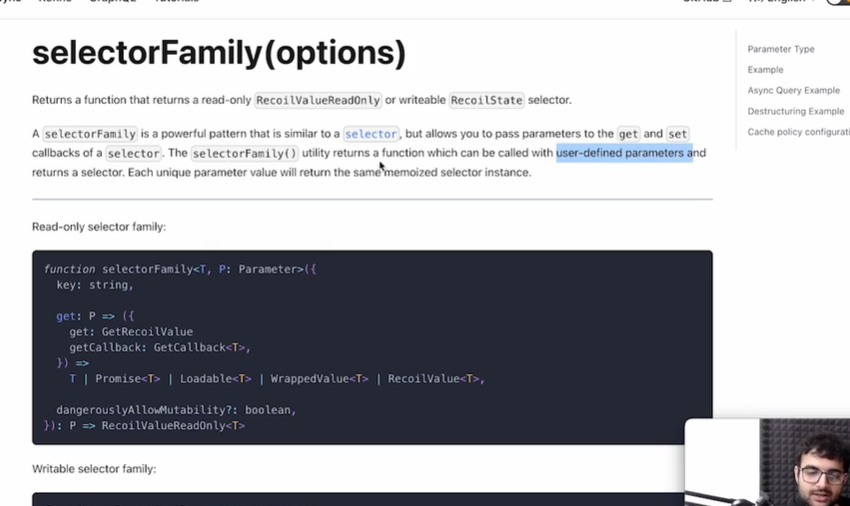 GraphQL Tutorials English
selectorFamily(options)
Returns a function that returns a read-only RecoilValueReadOnly or writeable RecoilState selector.
A selectorFamily is a powerful pattern that is similar to a selector, but allows you to pass parameters to the get and set
callbacks of a selector. The selectorFamily() utility returns a function which can be called with user-defined parameters and
returns a selector. Each unique parameter value will return the same memoized selector instance.
Read-only selector family:
function selectorFamily<T, P: Parameter>({
key: string,
get: P => ({
get: GetRecoilValue
getCallback: GetCallback<T>,
}) =>
T | Promise<T> | Loadable<T> | WrappedValue<T> | RecoilValue<T>,
dangerouslyAllowMutability?: boolean,
}): P => RecoilValueReadOnly<T>
Writable selector family:
Parameter Type
Example
Async Query Example
Destructuring Example
Cache policy configurati